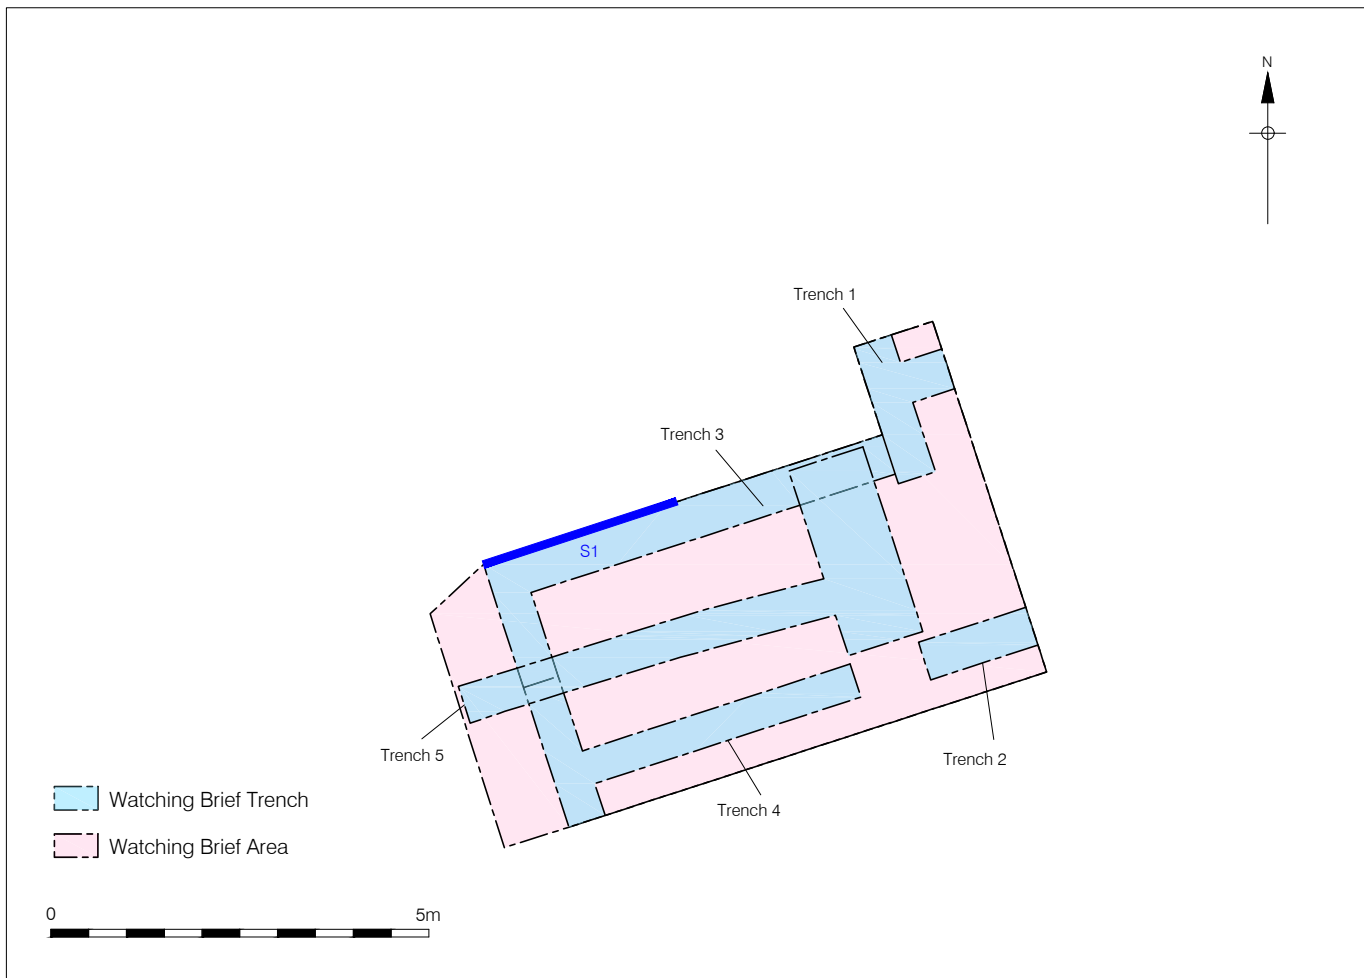 N
Trench 1
Trench 3
S1
Trench 5
Trench 2
Trench 4
Watching Brief Trench
Watching Brief Area
0 5m